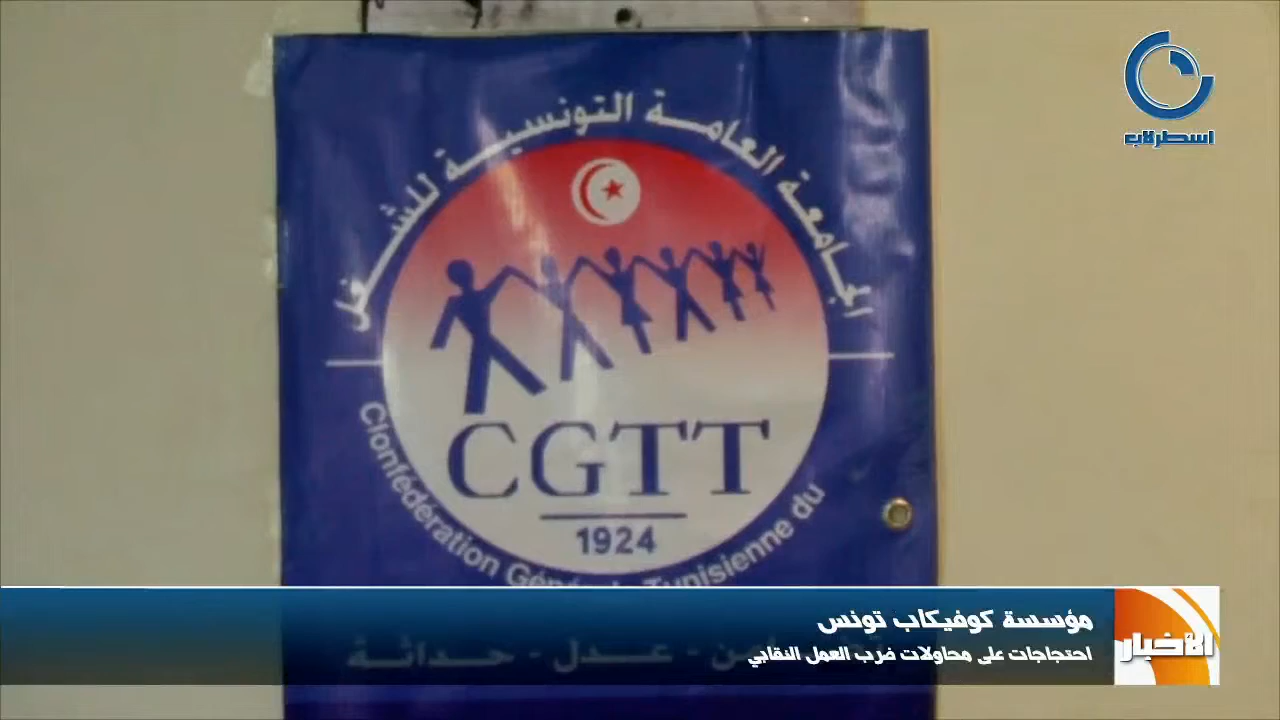 اسطرلاب
الجامعة العامة التونسية للشغل
CGTT
1924
Clonfédération Générale Tunisienne du
مؤسسة كوفيكاب تونس
احتجاجات على محاولات ضرب العمل النقابي
الأخبار
- عدل - حداثة